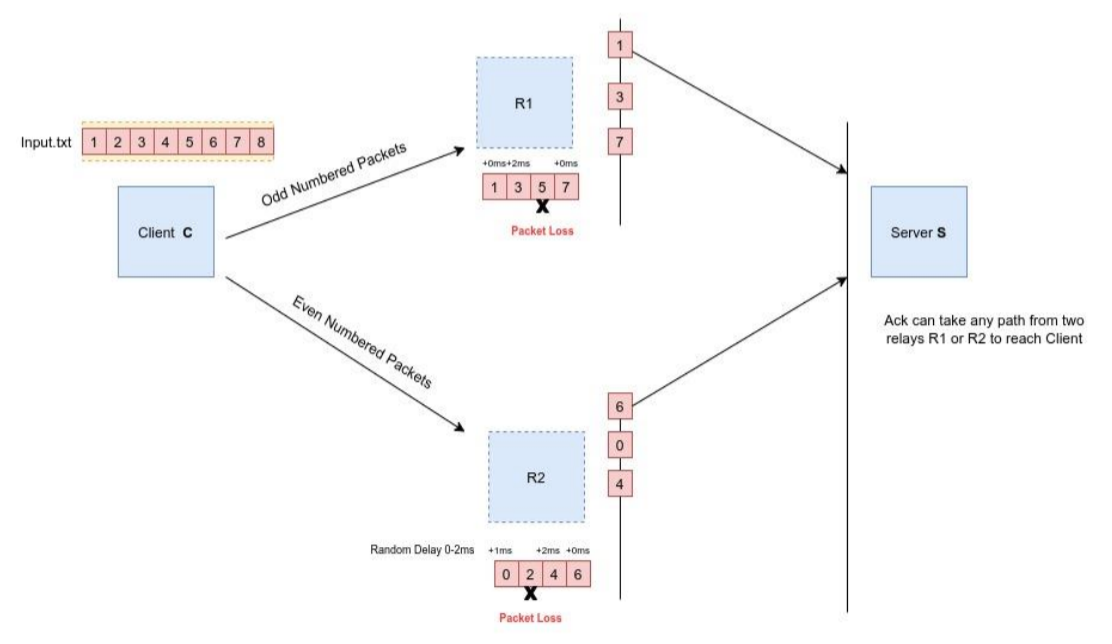 Input.txt
1 2 3 4 5 6 7 8
Client C
Odd Numbered Packets
Even Numbered Packets
R1
+0ms+2ms +0ms
1 3 5 7
X
Packet Loss
1
3
7
R2
Random Delay 0-2ms +1ms +2ms +0ms
0 2 4 6
X
Packet Loss
6
0
4
Server S
Ack can take any path from two
relays R1 or R2 to reach Client